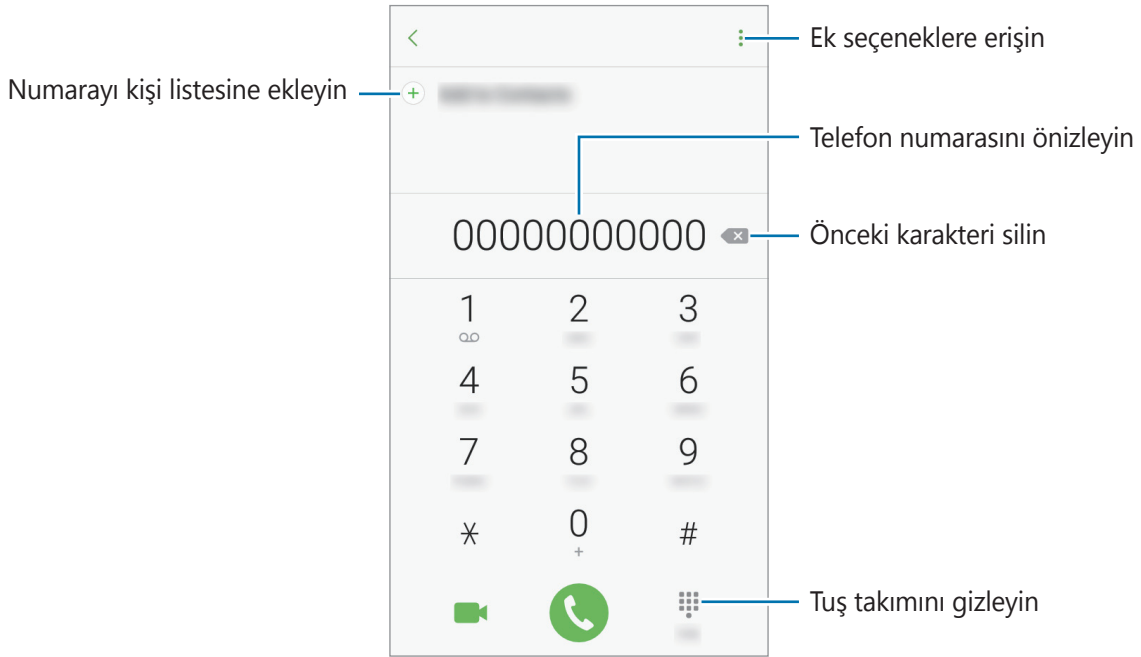 Ek seçeneklere erişin
Numarayı kişi listesine ekleyin
Telefon numarasını önizleyin
00000000000
Önceki karakteri silin
1 2 3
4 5 6
7 8 9
* 0 #
+
Tuş takımını gizleyin